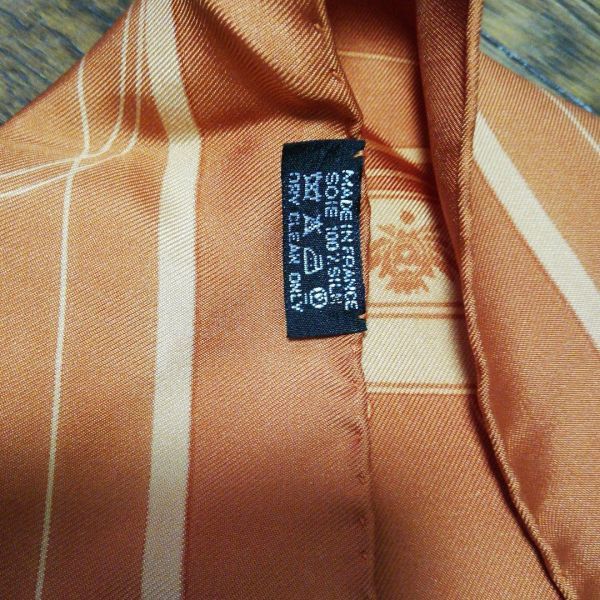 MADE IN FRANCE
SOIE 100% SILK
DRY CLEAN ONLY